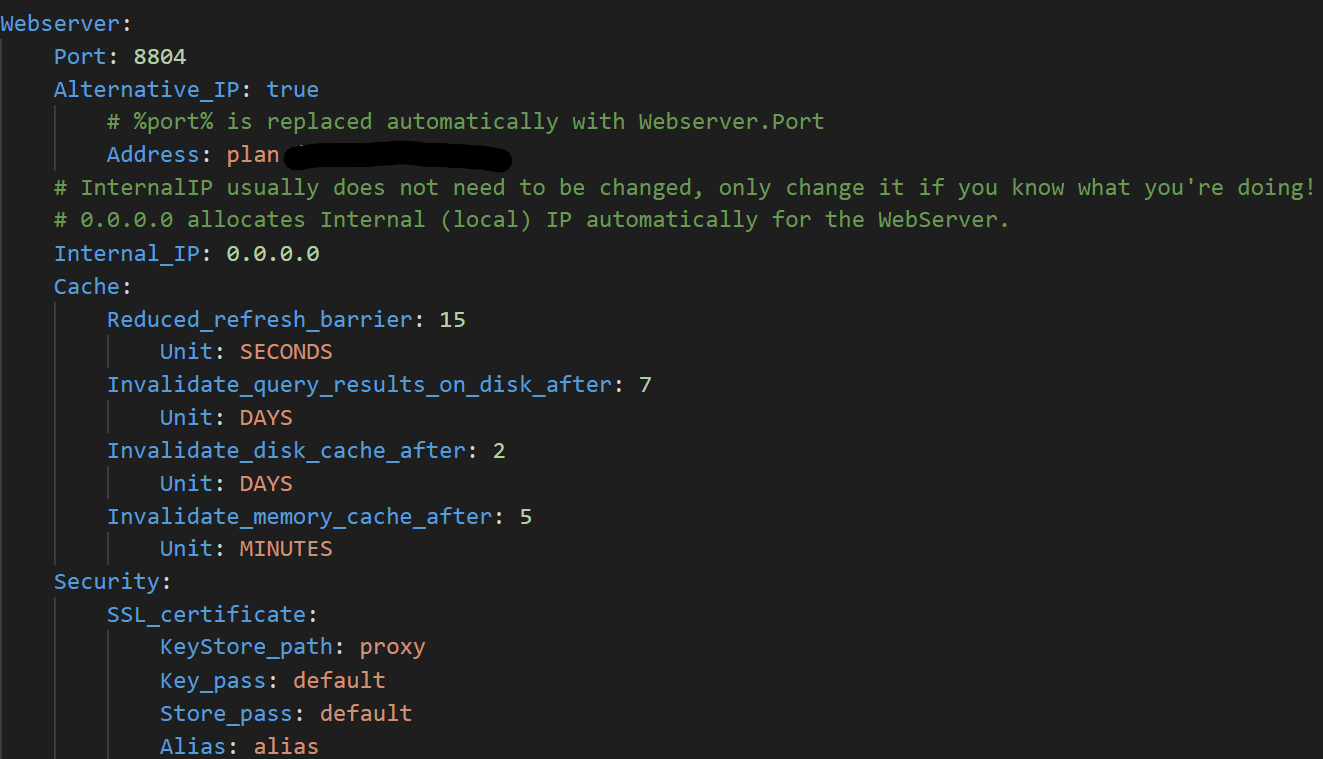 Webserver:
Port: 8804
Alternative_IP: true
# %port% is replaced automatically with Webserver.Port
Address: plan
# InternalIP usually does not need to be changed, only change it if you know what you're doing!
# 0.0.0.0 allocates Internal (local) IP automatically for the WebServer.
Internal_IP: 0.0.0.0
Cache:
Reduced_refresh_barrier: 15
Unit: SECONDS
Invalidate_query_results_on_disk_after: 7
Unit: DAYS
Invalidate_disk_cache_after: 2
Unit: DAYS
Invalidate_memory_cache_after: 5
Unit: MINUTES
Security:
SSL_certificate:
KeyStore_path: proxy
Key_pass: default
Store_pass: default
Alias: alias